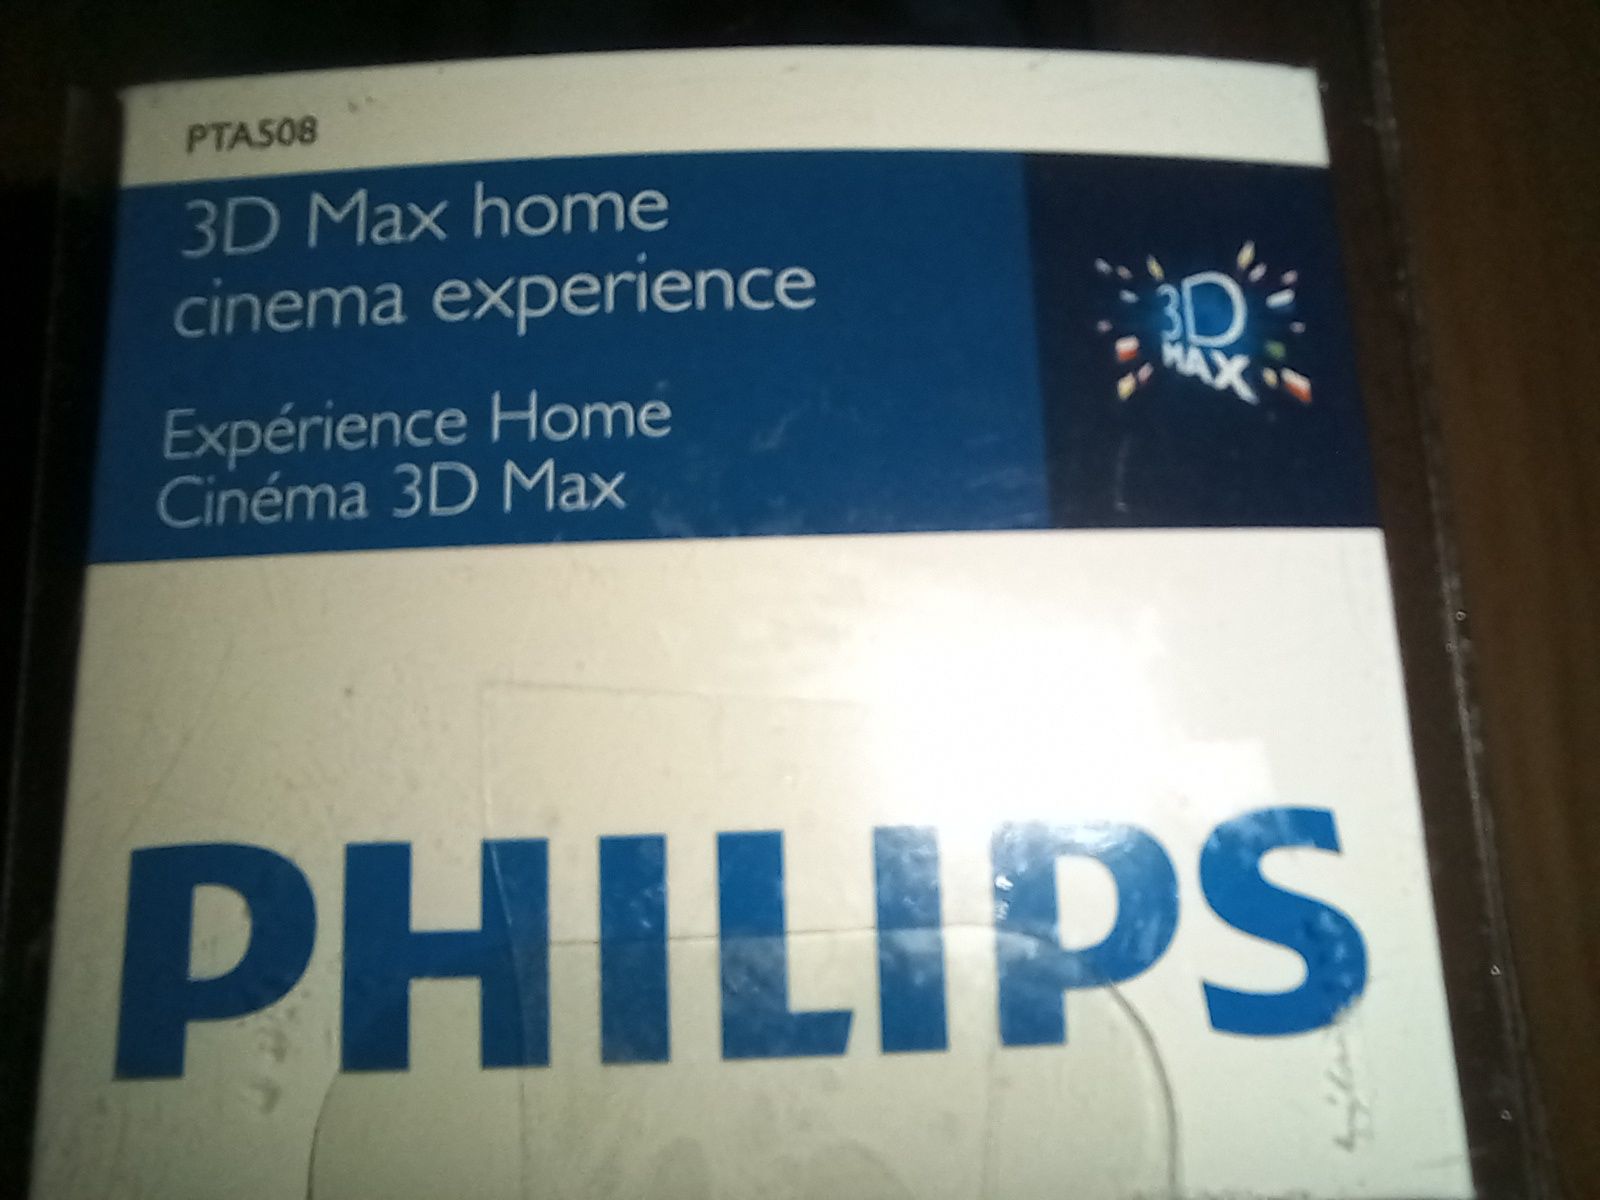 PTA508
3D Max home
cinema experience
3D
MAX
Expérience Home
Cinéma 3D Max
PHILIPS